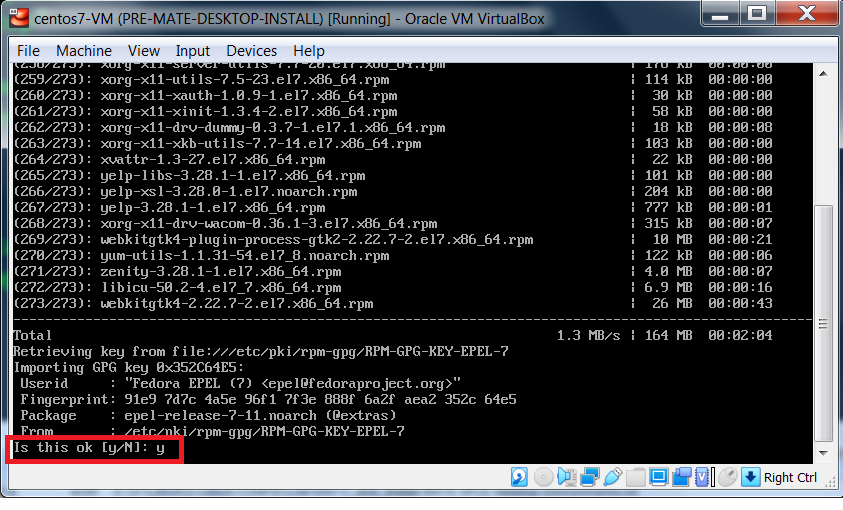 centos7-VM (PRE-MATE-DESKTOP-INSTALL) [Running] - Oracle VM VirtualBox
File Machine View Input Devices Help
(258/273): xorg-x11-server-utils-7.7-20.el7.x86_64.rpm | 178 kB 00:00:00
(259/273): xorg-x11-utils-7.5-23.el7.x86_64.rpm | 114 kB 00:00:00
(260/273): xorg-x11-xauth-1.0.9-1.el7.x86_64.rpm | 30 kB 00:00:00
(261/273): xorg-x11-xinit-1.3.4-2.el7.x86_64.rpm | 58 kB 00:00:00
(262/273): xorg-x11-drv-dummy-0.3.7-1.el7.1.x86_64.rpm | 18 kB 00:00:08
(263/273): xorg-x11-xkb-utils-7.7-14.el7.x86_64.rpm | 103 kB 00:00:00
(264/273): xvattr-1.3-27.el7.x86_64.rpm | 22 kB 00:00:00
(265/273): yelp-libs-3.28.1-1.el7.x86_64.rpm | 101 kB 00:00:00
(266/273): yelp-xsl-3.28.0-1.el7.noarch.rpm | 204 kB 00:00:00
(267/273): yelp-3.28.1-1.el7.x86_64.rpm | 777 kB 00:00:01
(268/273): xorg-x11-drv-wacom-0.36.1-3.el7.x86_64.rpm | 315 kB 00:00:07
(269/273): webkitgtk4-plugin-process-gtk2-2.22.7-2.el7.x86_64.rpm | 10 MB 00:00:21
(270/273): yum-utils-1.1.31-54.el7_8.noarch.rpm | 122 kB 00:00:06
(271/273): zenity-3.28.1-1.el7.x86_64.rpm | 4.0 MB 00:00:07
(272/273): libicu-50.2-4.el7_7.x86_64.rpm | 6.9 MB 00:00:16
(273/273): webkitgtk4-2.22.7-2.el7.x86_64.rpm | 26 MB 00:00:43
--------------------------------------------------------------------------------
Total 1.3 MB/s | 164 MB 00:02:04
Retrieving key from file:///etc/pki/rpm-gpg/RPM-GPG-KEY-EPEL-7
Importing GPG key 0x352C64E5:
Userid : "Fedora EPEL (7) <epel@fedoraproject.org>"
Fingerprint: 91e9 7d7c 4a5e 96f1 7f3e 888f 6a2f aea2 352c 64e5
Package : epel-release-7-11.noarch (@extras)
From : /etc/pki/rpm-gpg/RPM-GPG-KEY-EPEL-7
Is this ok [y/N]: y
Right Ctrl